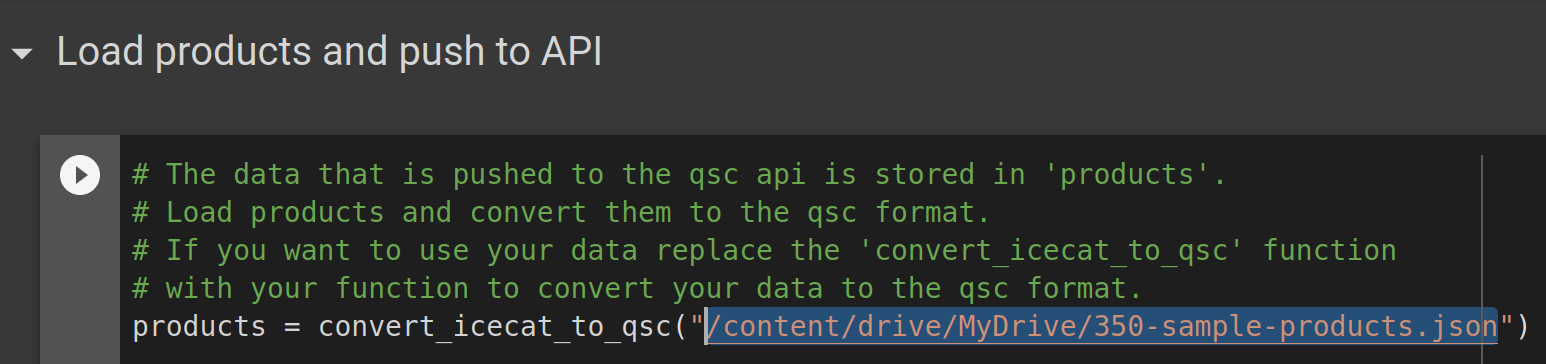 Load products and push to API
# The data that is pushed to the qsc api is stored in 'products'.
# Load products and convert them to the qsc format.
# If you want to use your data replace the 'convert_icecat_to_qsc' function
# with your function to convert your data to the qsc format.
products = convert_icecat_to_qsc("/content/drive/MyDrive/350-sample-products.json")